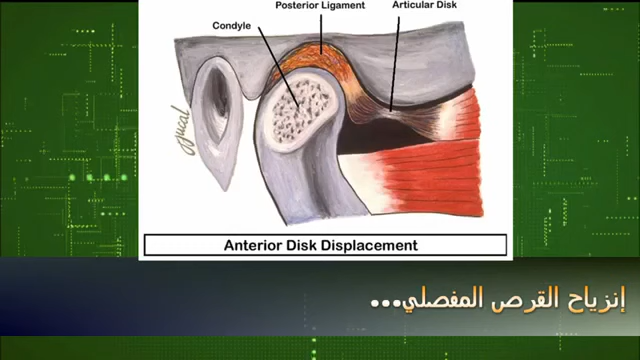 Posterior Ligament
Articular Disk
Condyle
Anterior Disk Displacement
إنزياح القرص المفصلي...